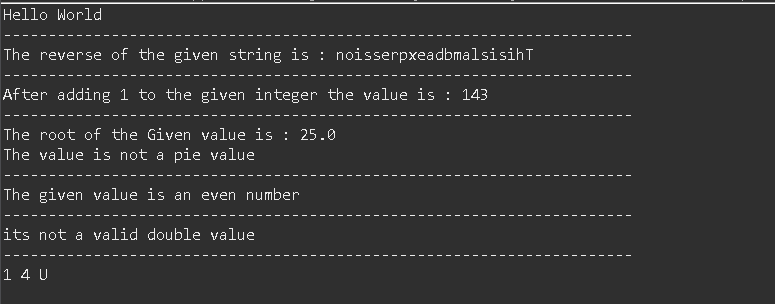 Hello World
---------------------------------------------------------------
The reverse of the given string is : noisserpxeadbmalsisihT
---------------------------------------------------------------
After adding 1 to the given integer the value is : 143
---------------------------------------------------------------
The root of the Given value is : 25.0
The value is not a pie value
---------------------------------------------------------------
The given value is an even number
---------------------------------------------------------------
its not a valid double value
---------------------------------------------------------------
1 4 U